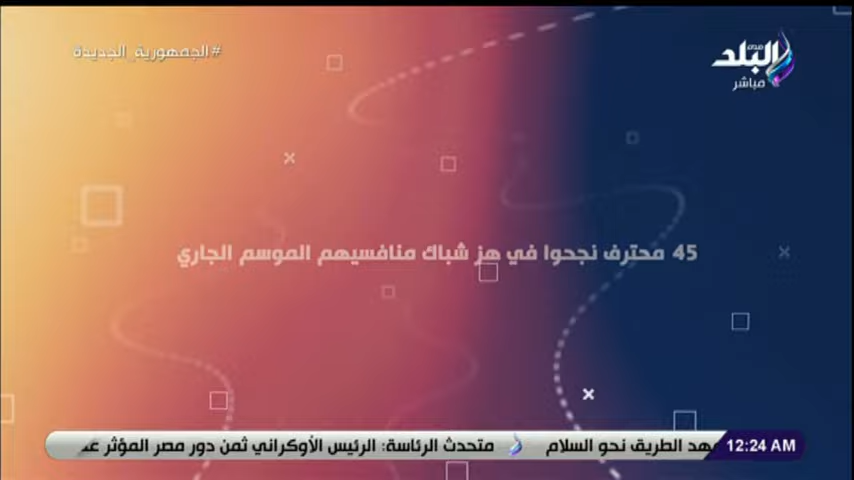 #الجمهورية_الجديدة
صدى البلد
مباشر
45 محترف نجحوا في هز شباك منافسيهم الموسم الجاري
12:24 AM
الطريق نحو السلام
متحدث الرئاسة: الرئيس الأوكراني ثمن دور مصر المؤثر